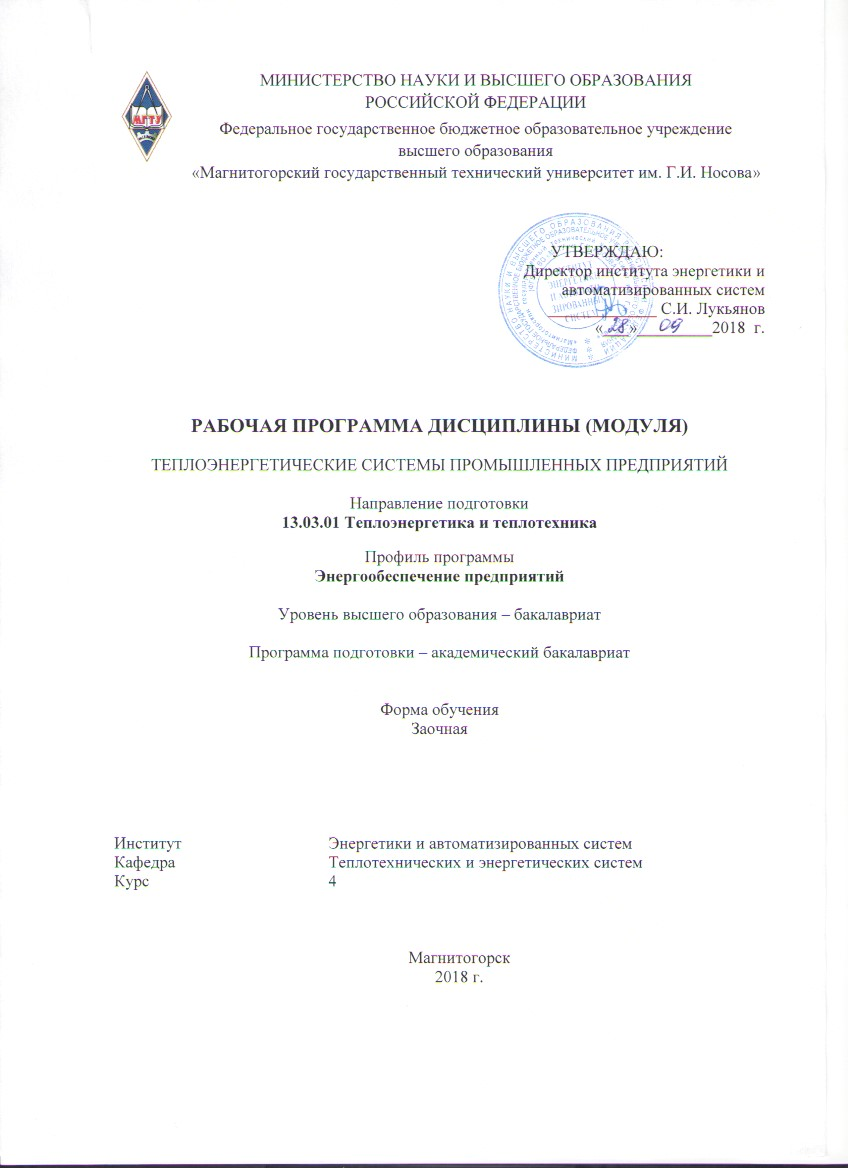 МГТУ
МИНИСТЕРСТВО НАУКИ И ВЫСШЕГО ОБРАЗОВАНИЯ
РОССИЙСКОЙ ФЕДЕРАЦИИ
Федеральное государственное бюджетное образовательное учреждение
высшего образования
«Магнитогорский государственный технический университет им. Г.И. Носова»
УТВЕРЖДАЮ:
Директор института энергетики и
автоматизированных систем
С.И. Лукьянов
«28» 09 2018 г.
РАБОЧАЯ ПРОГРАММА ДИСЦИПЛИНЫ (МОДУЛЯ)
ТЕПЛОЭНЕРГЕТИЧЕСКИЕ СИСТЕМЫ ПРОМЫШЛЕННЫХ ПРЕДПРИЯТИЙ
Направление подготовки
13.03.01 Теплоэнергетика и теплотехника
Профиль программы
Энергообеспечение предприятий
Уровень высшего образования – бакалавриат
Программа подготовки – академический бакалавриат
Форма обучения
Заочная
Институт Энергетики и автоматизированных систем
Кафедра Теплотехнических и энергетических систем
Курс 4
Магнитогорск
2018 г.